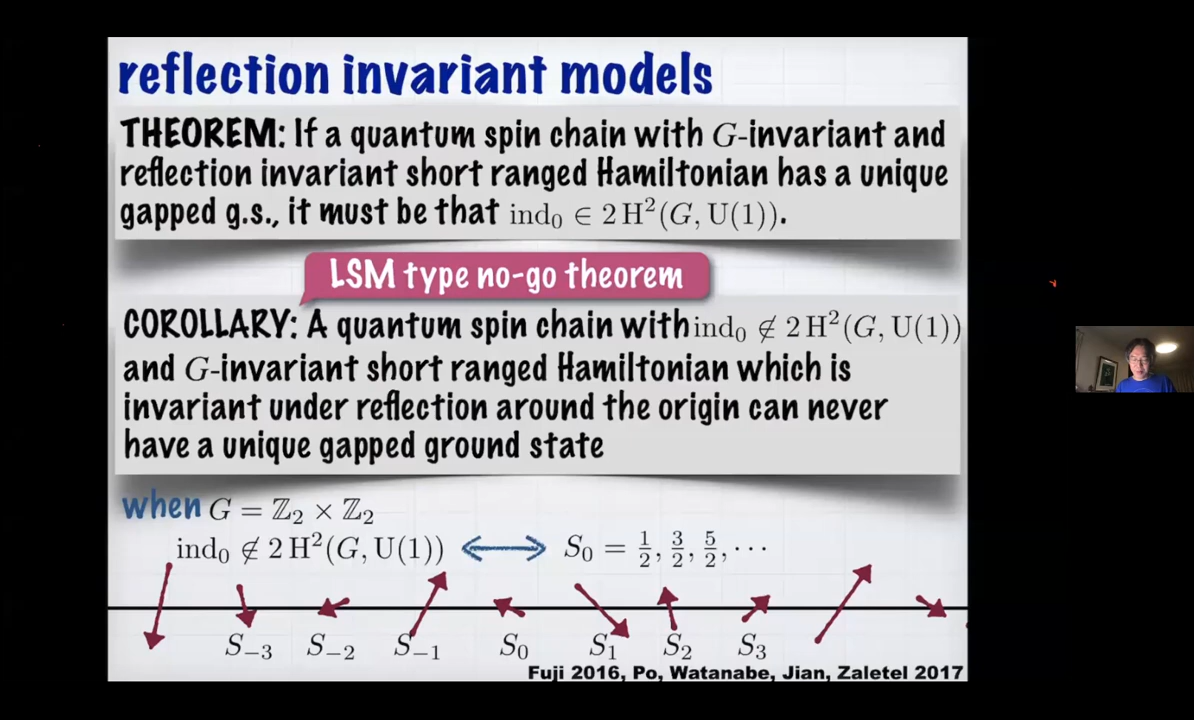 reflection invariant models
THEOREM: If a quantum spin chain with G-invariant and
reflection invariant short ranged Hamiltonian has a unique
gapped g.s., it must be that ind₀ ∈ 2 H²(G, U(1)).
LSM type no-go theorem
COROLLARY: A quantum spin chain with ind₀ ∉ 2 H²(G, U(1))
and G-invariant short ranged Hamiltonian which is
invariant under reflection around the origin can never
have a unique gapped ground state
when G = ℤ₂ × ℤ₂
ind₀ ∉ 2 H²(G, U(1)) ⟺ S₀ = 1/2, 3/2, 5/2, ⋯
S₋₃ S₋₂ S₋₁ S₀ S₁ S₂ S₃
Fuji 2016, Po, Watanabe, Jian, Zaletel 2017